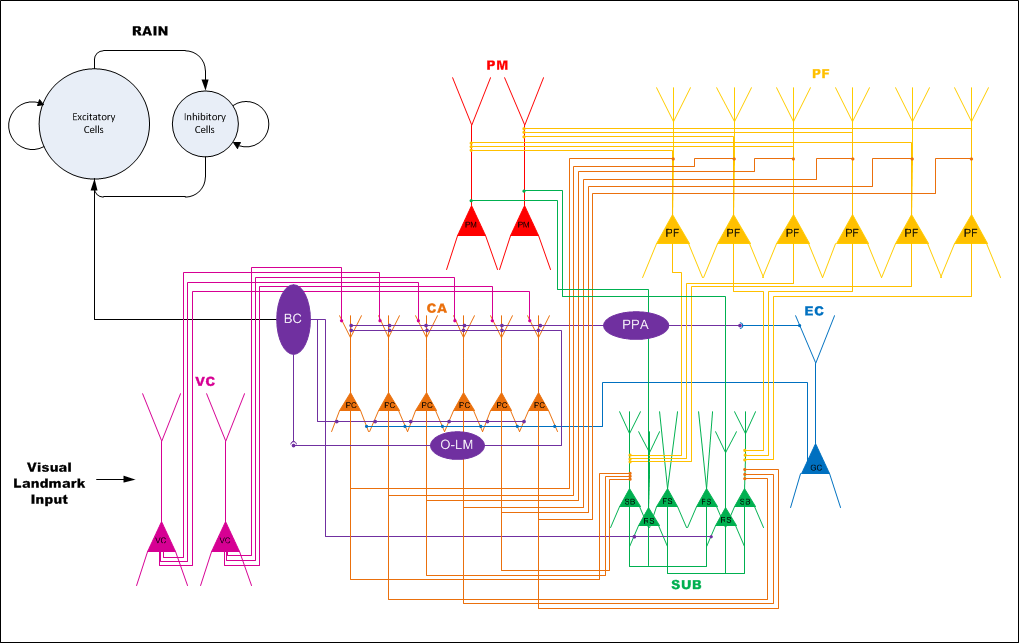 RAIN
Excitatory
Cells
Inhibitory
Cells
PM
PF
PM PM
PF PF PF PF PF PF
BC
CA
PPA
EC
VC
PC PC PC PC PC PC
O-LM
Visual
Landmark
Input
GC
SB FS FS SB
RS RS
VC VC
SUB